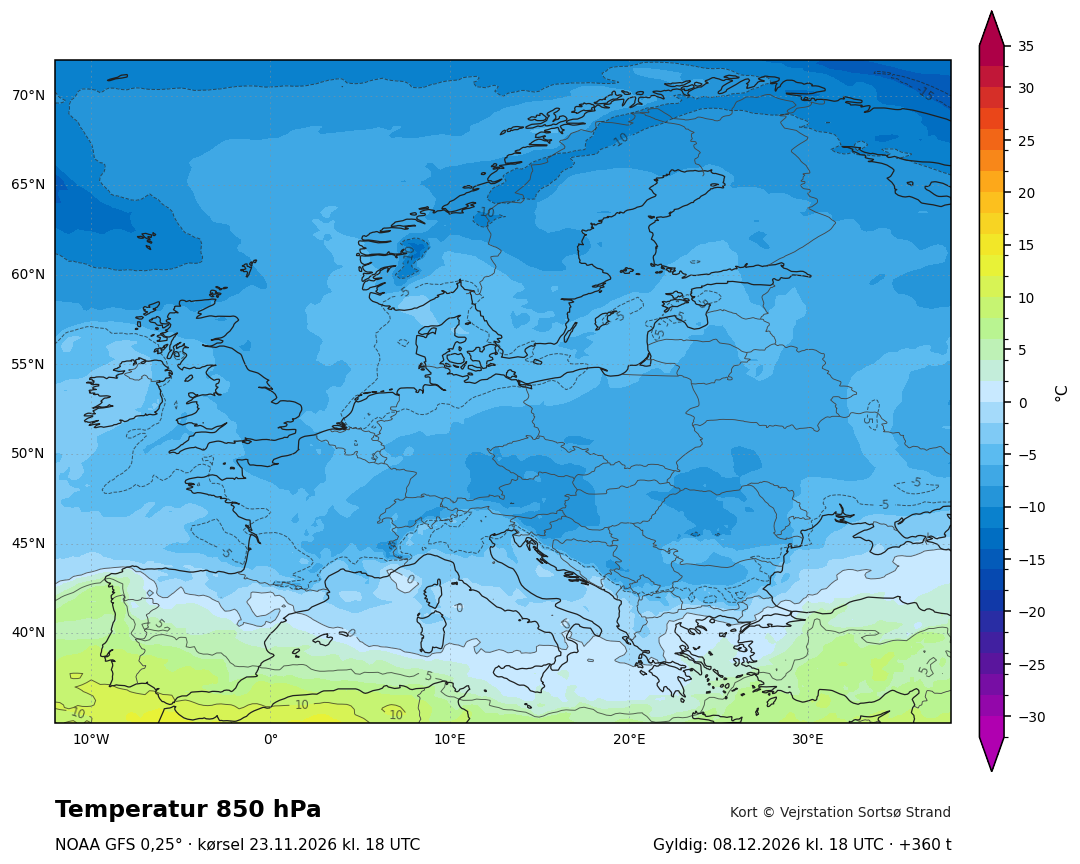 70°N
65°N
60°N
55°N
50°N
45°N
40°N
10°W
0°
10°E
20°E
30°E
35
30
25
20
15
10
5
0
−5
−10
−15
−20
−25
−30
°C
Temperatur 850 hPa
Kort © Vejrstation Sortsø Strand
NOAA GFS 0,25° · kørsel 23.11.2026 kl. 18 UTC
Gyldig: 08.12.2026 kl. 18 UTC · +360 t